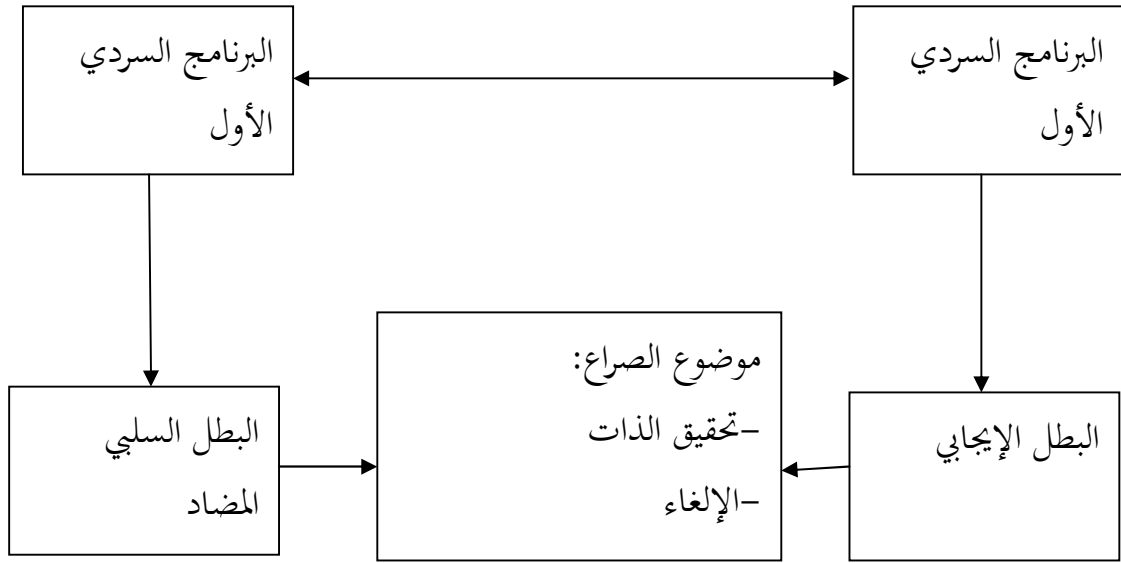 البرنامج السردي
الأول
البرنامج السردي
الأول
موضوع الصراع:
–تحقيق الذات
–الإلغاء
البطل الإيجابي
البطل السلبي
المضاد